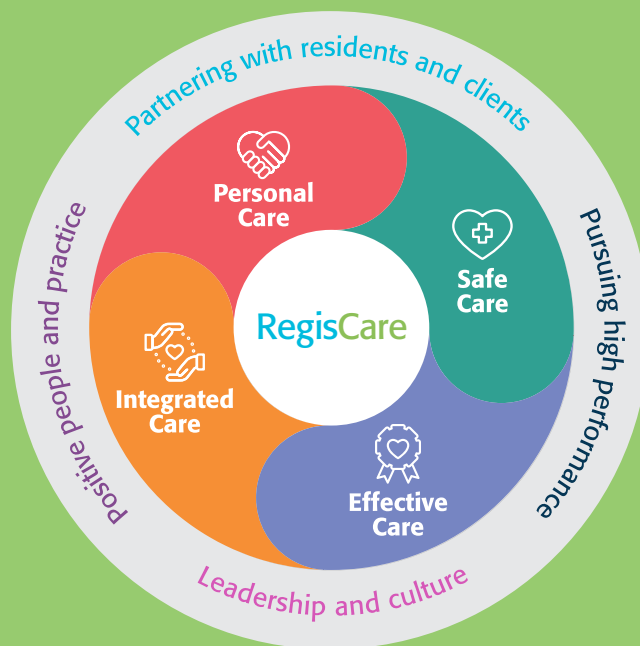 Partnering with residents and clients
Personal
Care
Safe
Care
Pursuing high performance
RegisCare
Positive people and practice
Integrated
Care
Effective
Care
Leadership and culture